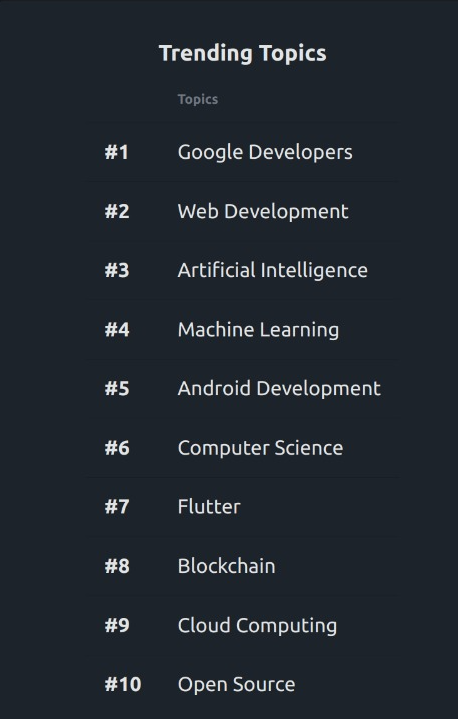 Trending Topics
Topics
#1 Google Developers
#2 Web Development
#3 Artificial Intelligence
#4 Machine Learning
#5 Android Development
#6 Computer Science
#7 Flutter
#8 Blockchain
#9 Cloud Computing
#10 Open Source